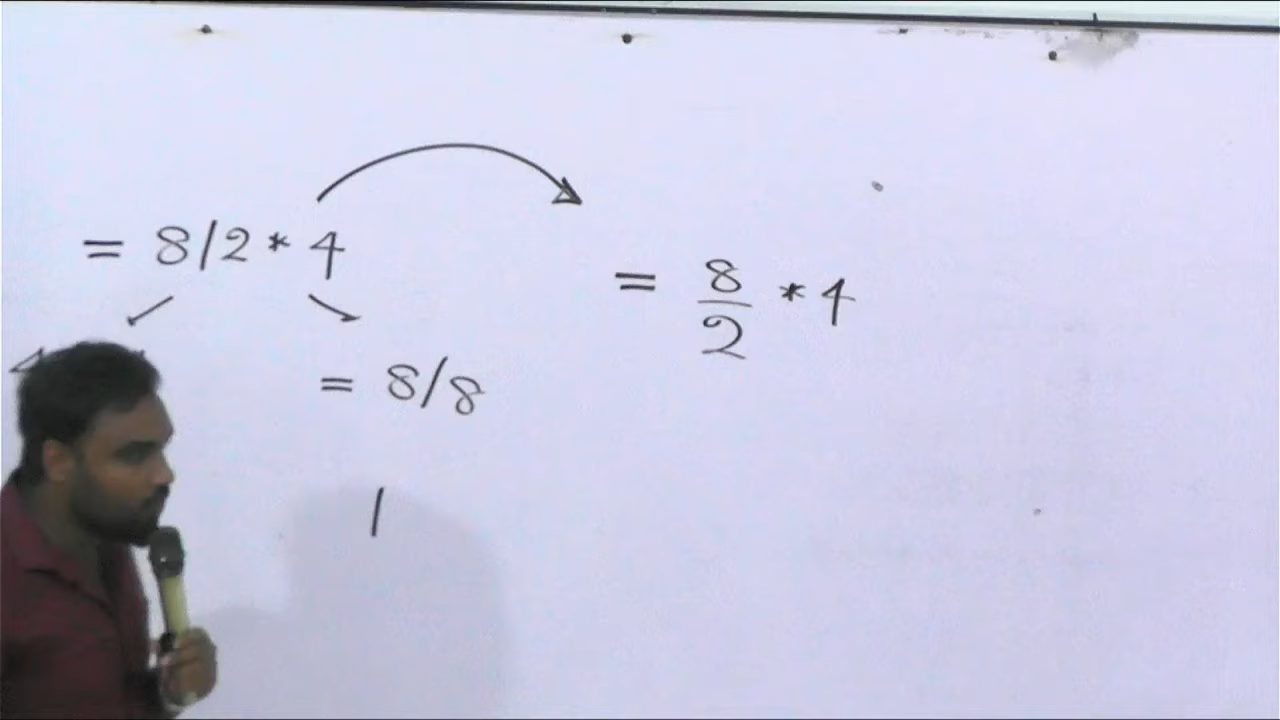 = 8/2 * 4
= 8/8
1
= 8/2 * 4